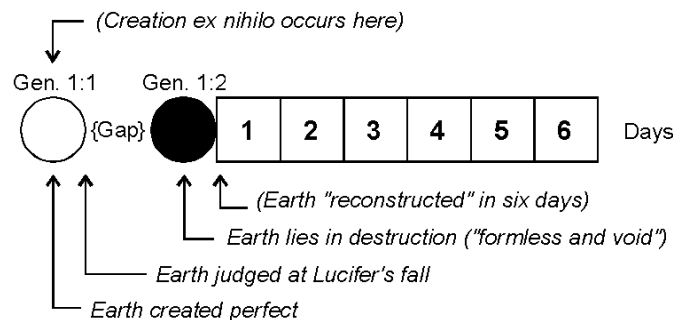 (Creation ex nihilo occurs here)
Gen. 1:1 Gen. 1:2
{Gap} 1 2 3 4 5 6 Days
(Earth "reconstructed" in six days)
Earth lies in destruction ("formless and void")
Earth judged at Lucifer's fall
Earth created perfect